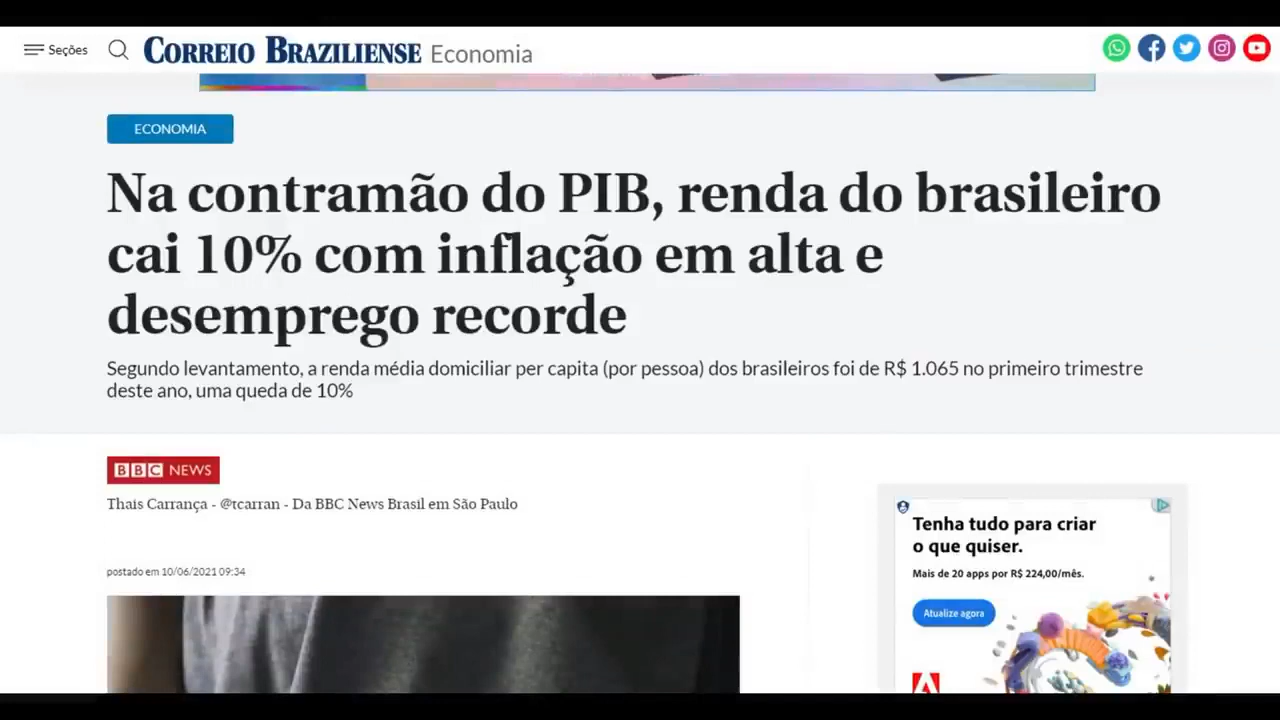 Seções
CORREIO BRAZILIENSE Economia
ECONOMIA
Na contramão do PIB, renda do brasileiro
cai 10% com inflação em alta e
desemprego recorde
Segundo levantamento, a renda média domiciliar per capita (por pessoa) dos brasileiros foi de R$ 1.065 no primeiro trimestre
deste ano, uma queda de 10%
BBC NEWS
Thais Carrança - @tcarran - Da BBC News Brasil em São Paulo
postado em 10/06/2021 09:34
Tenha tudo para criar
o que quiser.
Mais de 20 apps por R$ 224,00/mês.
Atualize agora